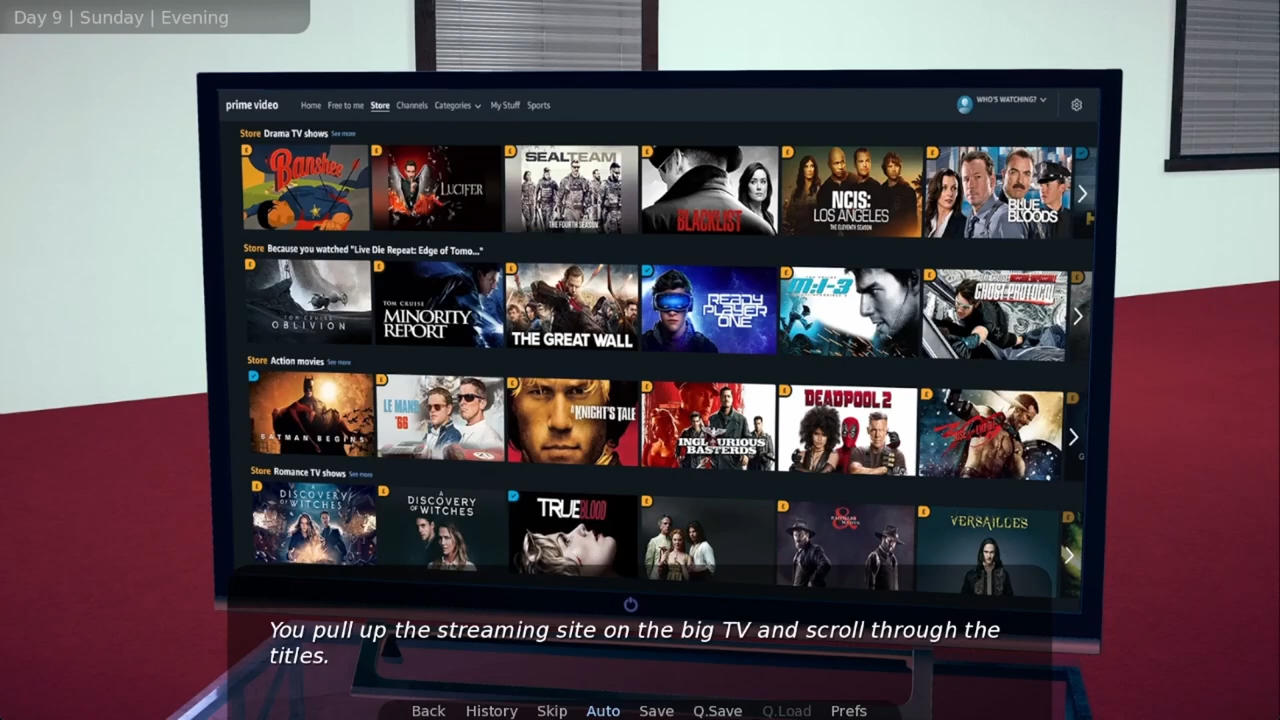 Day 9 | Sunday | Evening
prime video Home Free to me Store Channels Categories My Stuff Sports WHO'S WATCHING?
Store Drama TV shows See more
Banshee
LUCIFER
SEAL TEAM
THE FOURTH SEASON
BLACKLIST
NCIS:
LOS ANGELES
THE ELEVENTH SEASON
BLUE
BLOODS
Store Because you watched "Live Die Repeat: Edge of Tomo..."
TOM CRUISE
OBLIVION
TOM CRUISE
MINORITY
REPORT
THE GREAT WALL
READY
PLAYER
ONE
M:I-3
GHOST PROTOCOL
Store Action movies See more
BATMAN BEGINS
LE MANS
'66
A KNIGHT'S TALE
INGLOURIOUS
BASTERDS
DEADPOOL 2
Store Romance TV shows See more
A
DISCOVERY
OF WITCHES
A
DISCOVERY
OF WITCHES
TRUE BLOOD
VERSAILLES
You pull up the streaming site on the big TV and scroll through the
titles.
Back History Skip Auto Save Q.Save Q.Load Prefs